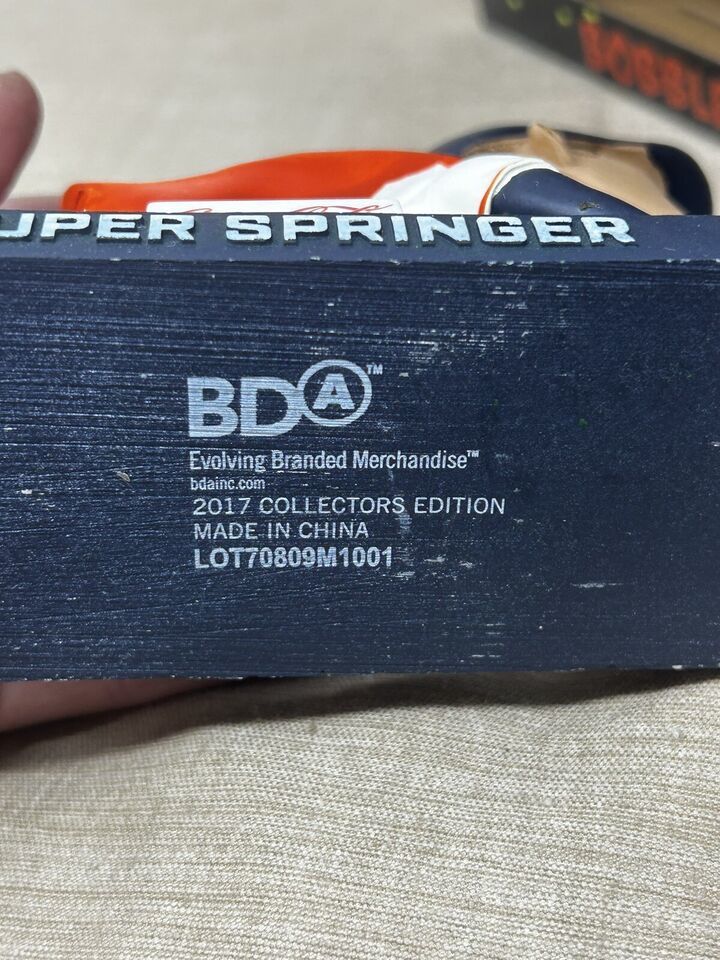 UPER SPRINGER
BDA™
Evolving Branded Merchandise™
bdainc.com
2017 COLLECTORS EDITION
MADE IN CHINA
LOT70809M1001